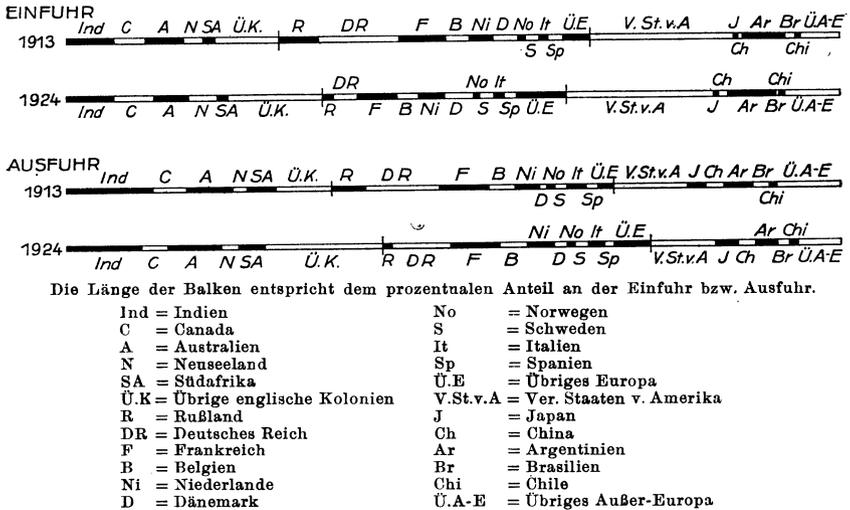 EINFUHR
Ind C A N SA Ü.K. R DR F B Ni D No It Ü.E V.St.v.A J Ar Br Ü.A-E
1913
S Sp Ch Chi
DR No It Ch Chi
1924
Ind C A N SA Ü.K. R F B Ni D S Sp Ü.E V.St.v.A J Ar Br Ü.A-E
AUSFUHR
Ind C A N SA Ü.K. R DR F B Ni No It Ü.E V.St.v.A J Ch Ar Br Ü.A-E
1913
D S Sp Chi
Ni No It Ü.E Ar Chi
1924
Ind C A N SA Ü.K. R DR F B D S Sp V.St.v.A J Ch Br Ü.A-E
Die Länge der Balken entspricht dem prozentualen Anteil an der Einfuhr bzw. Ausfuhr.
Ind = Indien
C = Canada
A = Australien
N = Neuseeland
SA = Südafrika
Ü.K = Übrige englische Kolonien
R = Rußland
DR = Deutsches Reich
F = Frankreich
B = Belgien
Ni = Niederlande
D = Dänemark
No = Norwegen
S = Schweden
It = Italien
Sp = Spanien
Ü.E = Übriges Europa
V.St.v.A = Ver. Staaten v. Amerika
J = Japan
Ch = China
Ar = Argentinien
Br = Brasilien
Chi = Chile
Ü.A-E = Übriges Außer-Europa